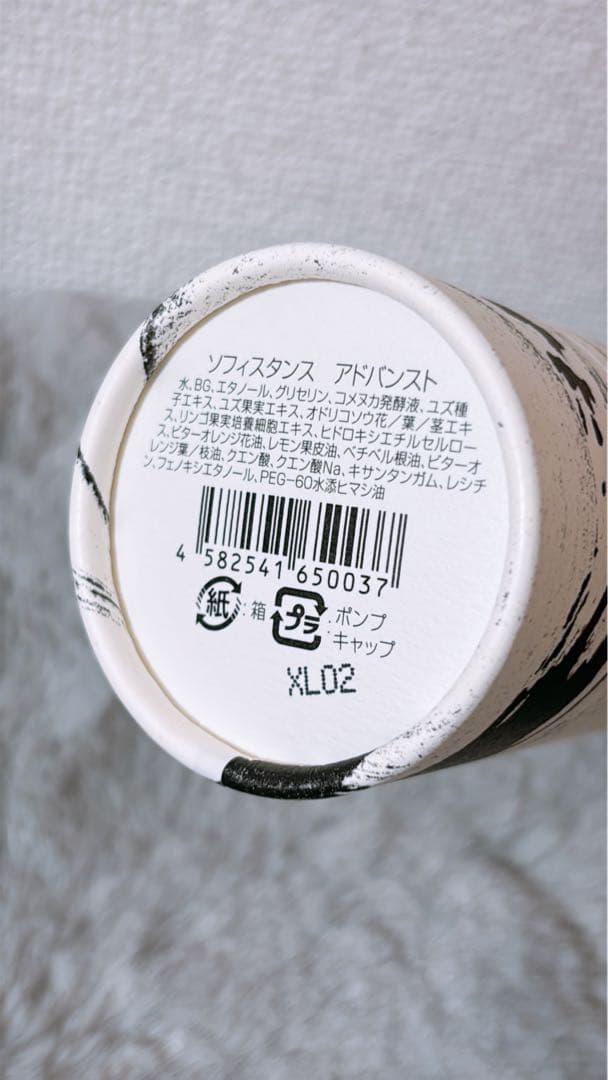 ソフィスタンス アドバンスト
水、BG、エタノール、グリセリン、コメヌカ発酵液、ユズ種
子エキス、ユズ果実エキス、オドリコソウ花／葉／茎エキ
ス、リンゴ果実培養細胞エキス、ヒドロキシエチルセルロー
ス、ビターオレンジ花油、レモン果皮油、ベチベル根油、ビターオ
レンジ葉／枝油、クエン酸、クエン酸Na、キサンタンガム、レシチ
ン、フェノキシエタノール、PEG-60水添ヒマシ油
4 582541 650037
紙 : 箱 プラ : ポンプ
キャップ
XL02